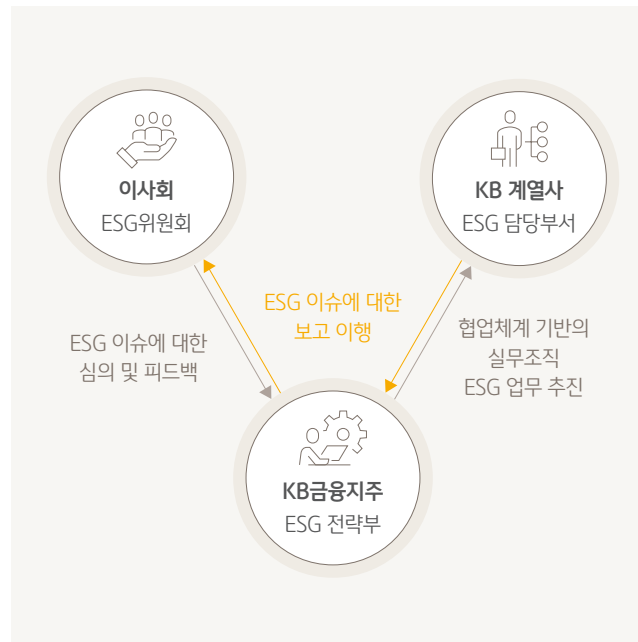 이사회
ESG위원회
KB 계열사
ESG 담당부서
ESG 이슈에 대한
보고 이행
ESG 이슈에 대한
심의 및 피드백
협업체계 기반의
실무조직
ESG 업무 추진
KB금융지주
ESG 전략부